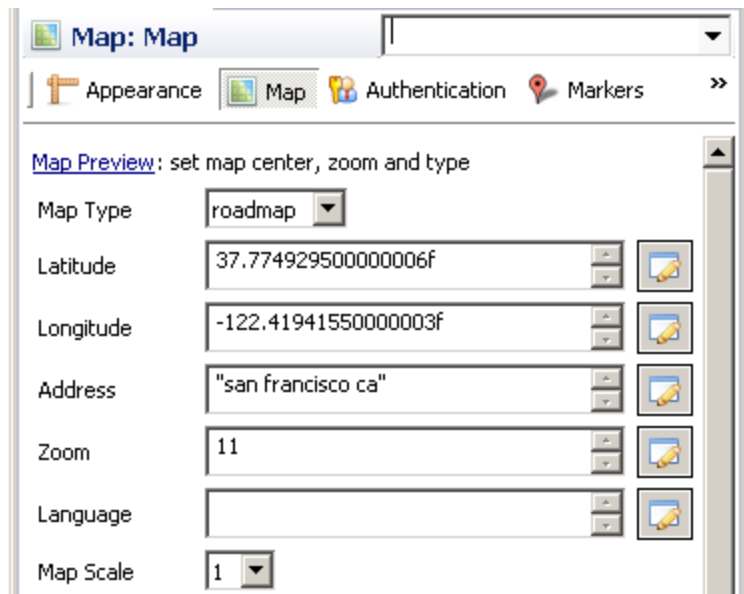 Map: Map
Appearance Map Authentication Markers »
Map Preview: set map center, zoom and type
Map Type roadmap
Latitude 37.774929500000006f
Longitude -122.41941550000003f
Address "san francisco ca"
Zoom 11
Language
Map Scale 1